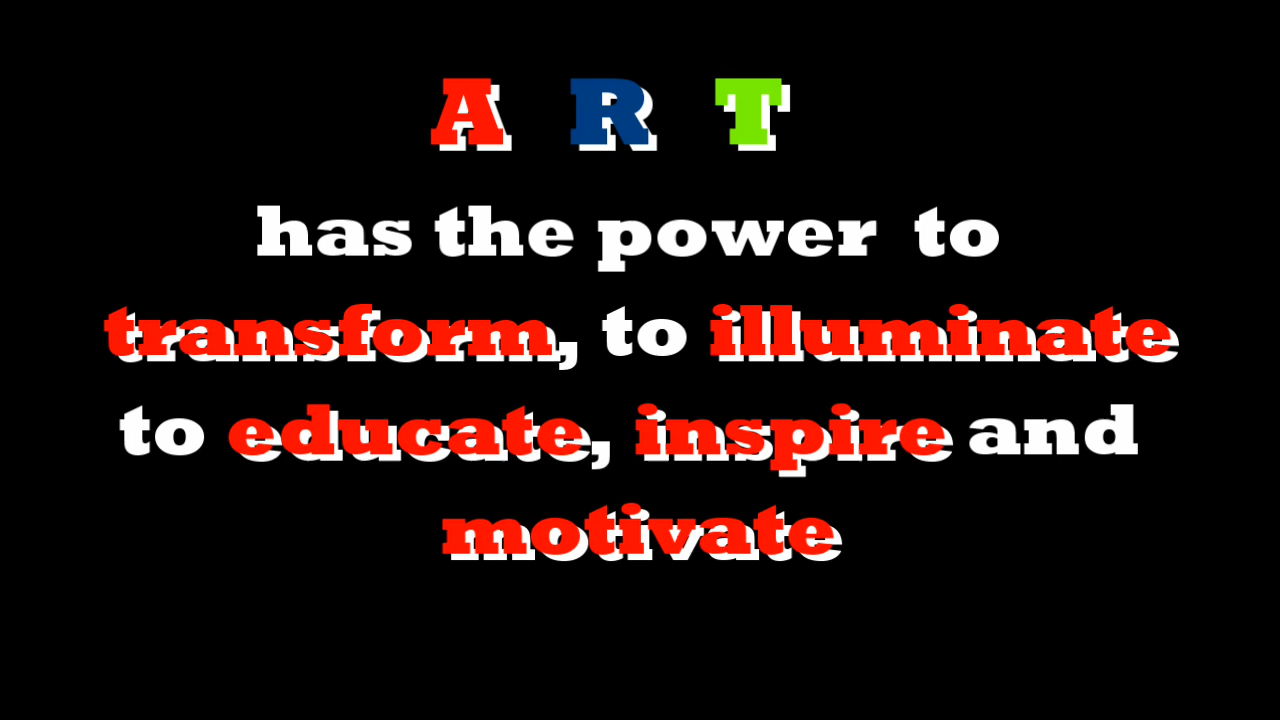 A R T
has the power to
transform, to illuminate
to educate, inspire and
motivate